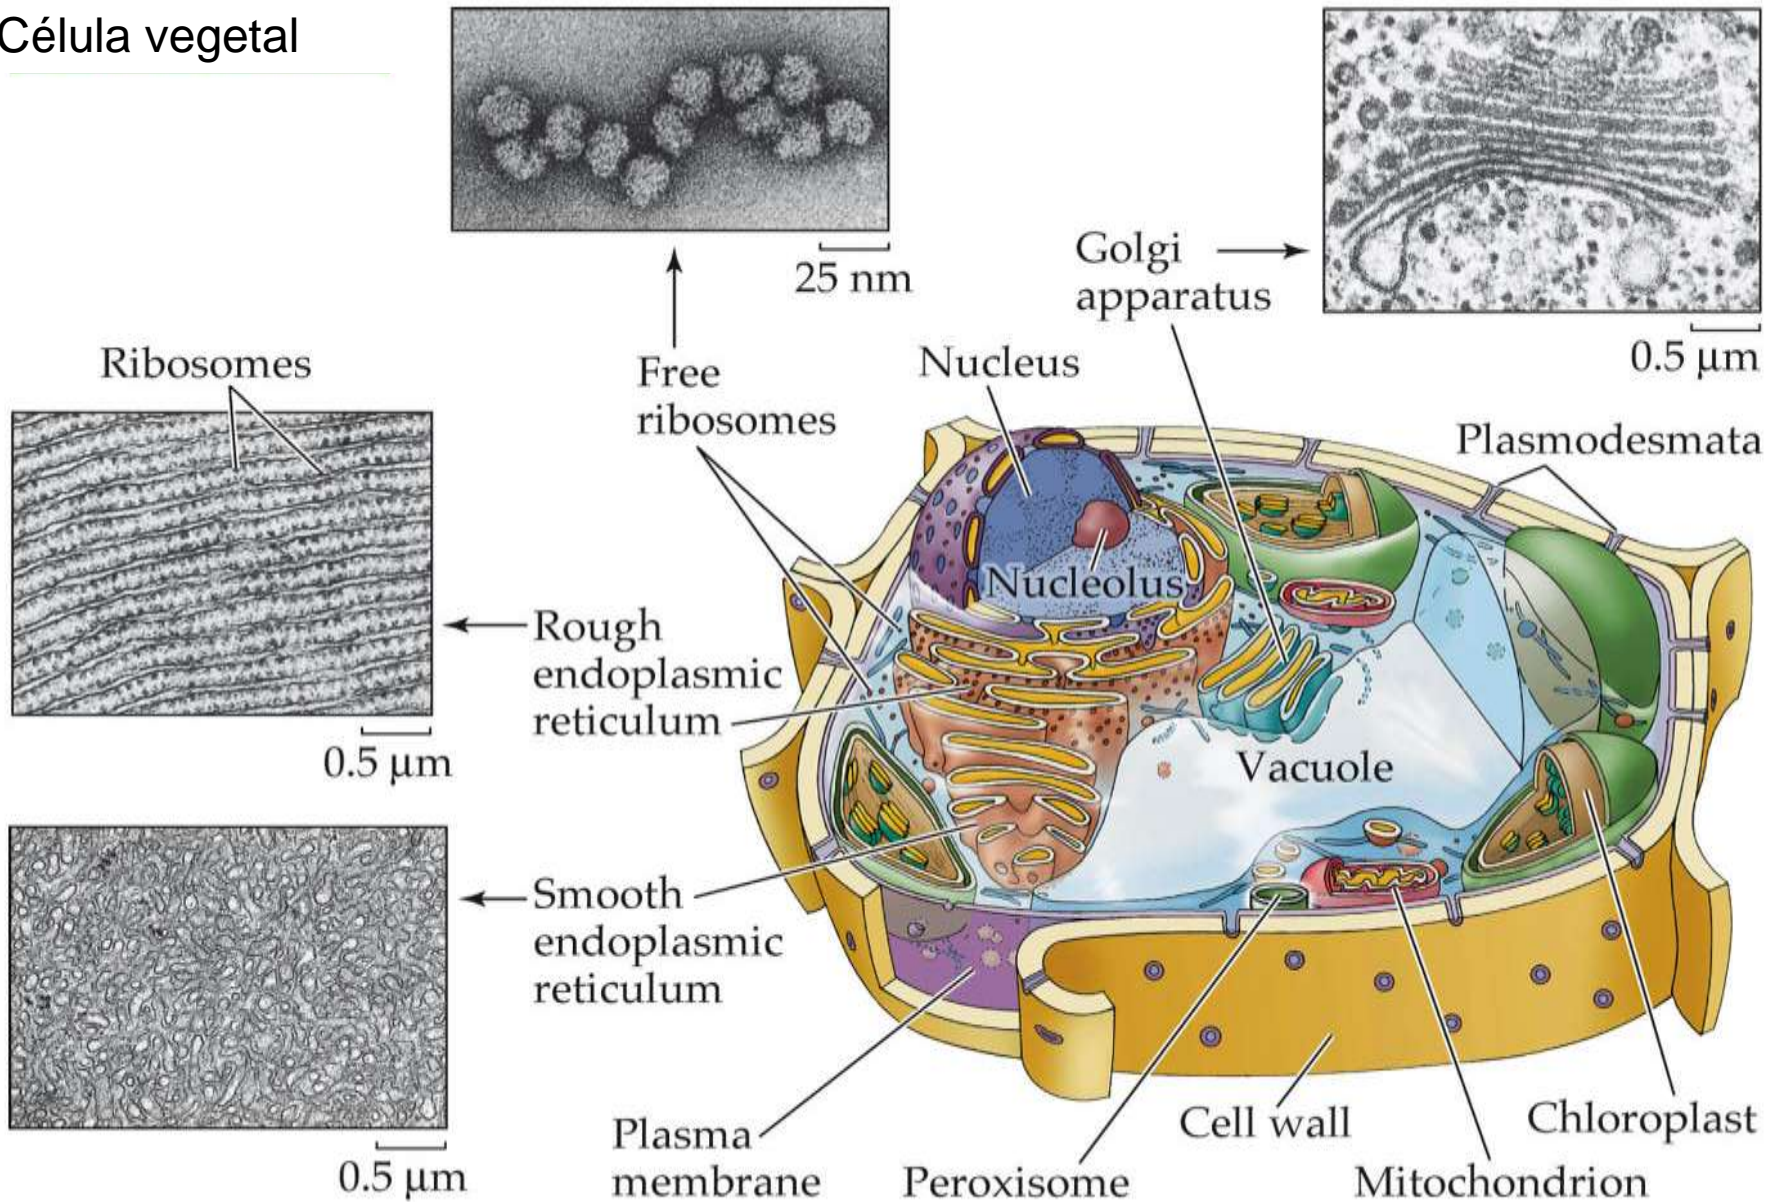 Célula vegetal
25 nm
Golgi
apparatus
0.5 µm
Ribosomes
Free
ribosomes
Nucleus
Plasmodesmata
Nucleolus
Rough
endoplasmic
reticulum
0.5 µm
Vacuole
Smooth
endoplasmic
reticulum
0.5 µm
Plasma
membrane
Peroxisome
Cell wall
Mitochondrion
Chloroplast